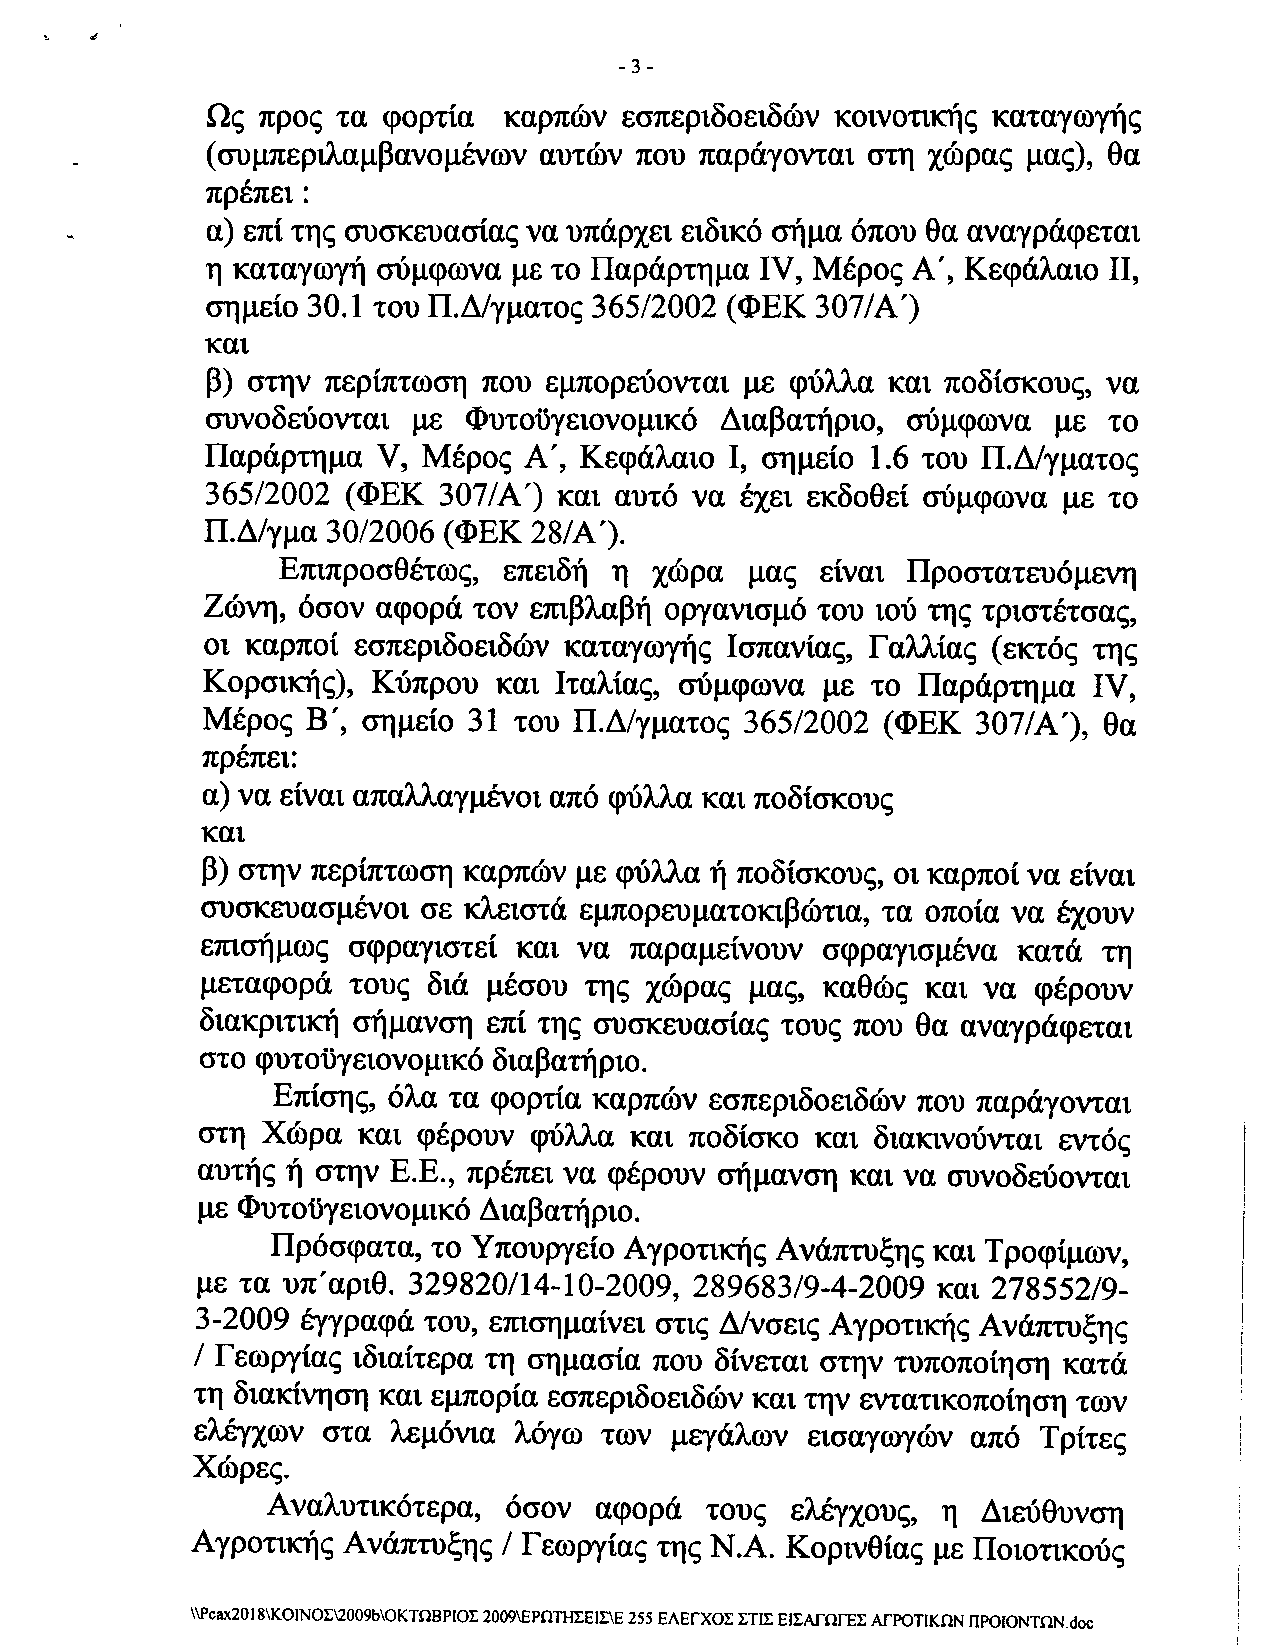 - 3 -
Ως προς τα φορτία καρπών εσπεριδοειδών κοινοτικής καταγωγής
(συμπεριλαμβανομένων αυτών που παράγονται στη χώρας μας), θα
πρέπει :
α) επί της συσκευασίας να υπάρχει ειδικό σήμα όπου θα αναγράφεται
η καταγωγή σύμφωνα με το Παράρτημα IV, Μέρος Α΄, Κεφάλαιο ΙΙ,
σημείο 30.1 του Π.Δ/γματος 365/2002 (ΦΕΚ 307/Α΄)
και
β) στην περίπτωση που εμπορεύονται με φύλλα και ποδίσκους, να
συνοδεύονται με Φυτοϋγειονομικό Διαβατήριο, σύμφωνα με το
Παράρτημα V, Μέρος Α΄, Κεφάλαιο Ι, σημείο 1.6 του Π.Δ/γματος
365/2002 (ΦΕΚ 307/Α΄) και αυτό να έχει εκδοθεί σύμφωνα με το
Π.Δ/γμα 30/2006 (ΦΕΚ 28/Α΄).
Επιπροσθέτως, επειδή η χώρα μας είναι Προστατευόμενη
Ζώνη, όσον αφορά τον επιβλαβή οργανισμό του ιού της τριστέτσας,
οι καρποί εσπεριδοειδών καταγωγής Ισπανίας, Γαλλίας (εκτός της
Κορσικής), Κύπρου και Ιταλίας, σύμφωνα με το Παράρτημα IV,
Μέρος Β΄, σημείο 31 του Π.Δ/γματος 365/2002 (ΦΕΚ 307/Α΄), θα
πρέπει:
α) να είναι απαλλαγμένοι από φύλλα και ποδίσκους
και
β) στην περίπτωση καρπών με φύλλα ή ποδίσκους, οι καρποί να είναι
συσκευασμένοι σε κλειστά εμπορευματοκιβώτια, τα οποία να έχουν
επισήμως σφραγιστεί και να παραμείνουν σφραγισμένα κατά τη
μεταφορά τους διά μέσου της χώρας μας, καθώς και να φέρουν
διακριτική σήμανση επί της συσκευασίας τους που θα αναγράφεται
στο φυτοϋγειονομικό διαβατήριο.
Επίσης, όλα τα φορτία καρπών εσπεριδοειδών που παράγονται
στη Χώρα και φέρουν φύλλα και ποδίσκο και διακινούνται εντός
αυτής ή στην Ε.Ε., πρέπει να φέρουν σήμανση και να συνοδεύονται
με Φυτοϋγειονομικό Διαβατήριο.
Πρόσφατα, το Υπουργείο Αγροτικής Ανάπτυξης και Τροφίμων,
με τα υπ΄αριθ. 329820/14-10-2009, 289683/9-4-2009 και 278552/9-
3-2009 έγγραφά του, επισημαίνει στις Δ/νσεις Αγροτικής Ανάπτυξης
/ Γεωργίας ιδιαίτερα τη σημασία που δίνεται στην τυποποίηση κατά
τη διακίνηση και εμπορία εσπεριδοειδών και την εντατικοποίηση των
ελέγχων στα λεμόνια λόγω των μεγάλων εισαγωγών από Τρίτες
Χώρες.
Αναλυτικότερα, όσον αφορά τους ελέγχους, η Διεύθυνση
Αγροτικής Ανάπτυξης / Γεωργίας της Ν.Α. Κορινθίας με Ποιοτικούς
\\Pcax2018\ΚΟΙΝΟΣ\2009b\ΟΚΤΩΒΡΙΟΣ 2009\ΕΡΩΤΗΣΕΙΣ\Ε 255 ΕΛΕΓΧΟΣ ΣΤΙΣ ΕΙΣΑΓΩΓΕΣ ΑΓΡΟΤΙΚΩΝ ΠΡΟΙΟΝΤΩΝ.doc